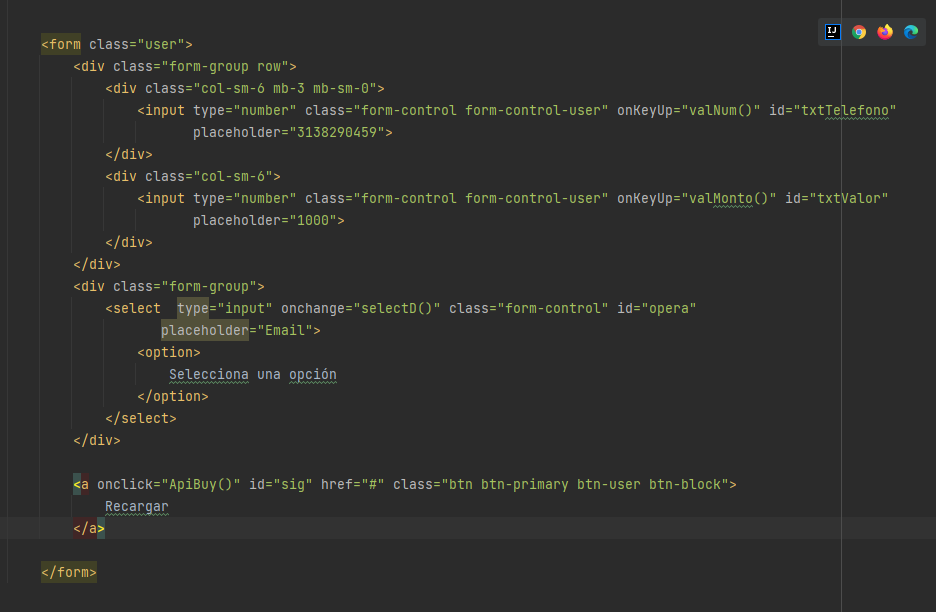 <form class="user">
<div class="form-group row">
<div class="col-sm-6 mb-3 mb-sm-0">
<input type="number" class="form-control form-control-user" onKeyUp="valNum()" id="txtTelefono"
placeholder="3138290459">
</div>
<div class="col-sm-6">
<input type="number" class="form-control form-control-user" onKeyUp="valMonto()" id="txtValor"
placeholder="1000">
</div>
</div>
<div class="form-group">
<select  type="input" onchange="selectD()" class="form-control" id="opera"
placeholder="Email">
<option>
Selecciona una opción
</option>
</select>
</div>
<a onclick="ApiBuy()" id="sig" href="#" class="btn btn-primary btn-user btn-block">
Recargar
</a>
</form>
IJ